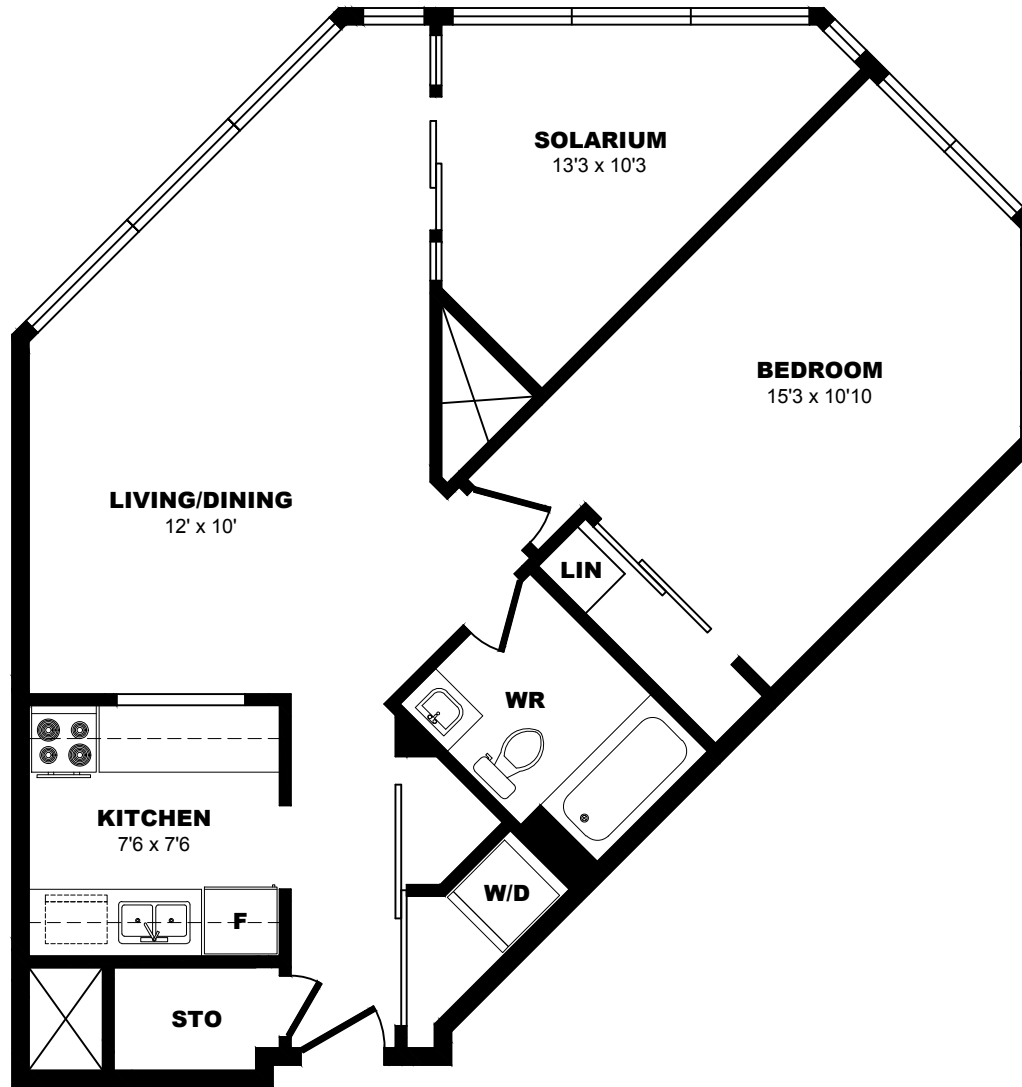 SOLARIUM
13'3 x 10'3
BEDROOM
15'3 x 10'10
LIVING/DINING
12' x 10'
LIN
WR
KITCHEN
7'6 x 7'6
W/D
F
STO